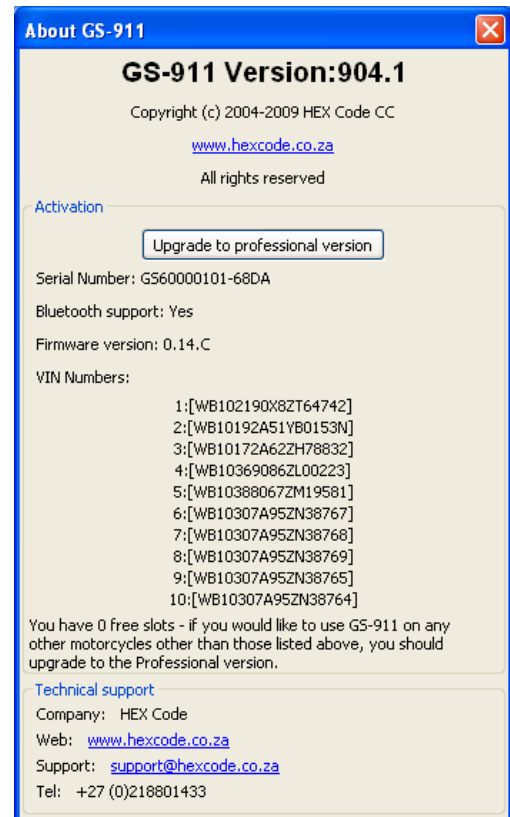 About GS-911
GS-911 Version:904.1
Copyright (c) 2004-2009 HEX Code CC
www.hexcode.co.za
All rights reserved
Activation
Upgrade to professional version
Serial Number: GS60000101-68DA
Bluetooth support: Yes
Firmware version: 0.14.C
VIN Numbers:
1:[WB102190X8ZT64742]
2:[WB10192A51YB0153N]
3:[WB10172A62ZH78832]
4:[WB10369086ZL00223]
5:[WB10388067ZM19581]
6:[WB10307A95ZN38767]
7:[WB10307A95ZN38768]
8:[WB10307A95ZN38769]
9:[WB10307A95ZN38765]
10:[WB10307A95ZN38764]
You have 0 free slots - if you would like to use GS-911 on any
other motorcycles other than those listed above, you should
upgrade to the Professional version.
Technical support
Company: HEX Code
Web: www.hexcode.co.za
Support: support@hexcode.co.za
Tel: +27 (0)218801433